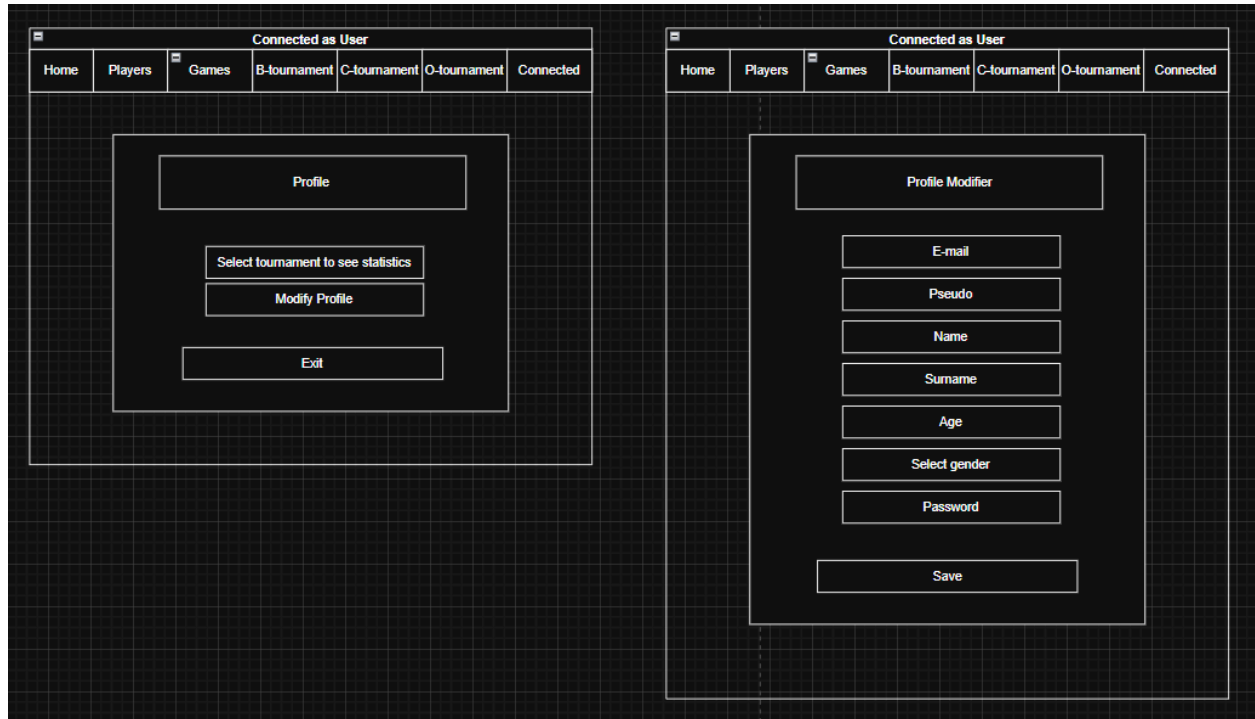 Connected as User
Home Players Games B-tournament C-tournament O-tournament Connected
Profile
Select tournament to see statistics
Modify Profile
Exit
Connected as User
Home Players Games B-tournament C-tournament O-tournament Connected
Profile Modifier
E-mail
Pseudo
Name
Surname
Age
Select gender
Password
Save